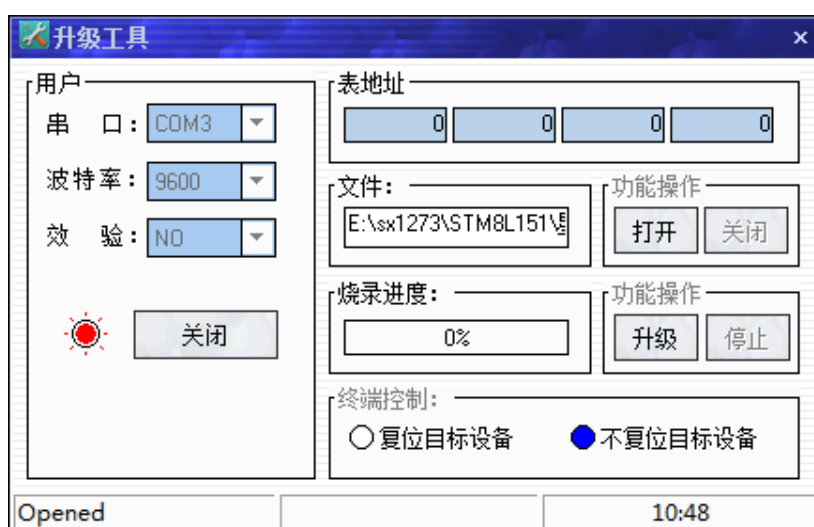 升级工具
用户
串 口: COM3
波特率: 9600
效 验: NO
关闭
表地址
0 0 0 0
文件:
E:\sx1273\STM8L151\
功能操作
打开 关闭
烧录进度:
0%
功能操作
升级 停止
终端控制:
复位目标设备 不复位目标设备
Opened
10:48